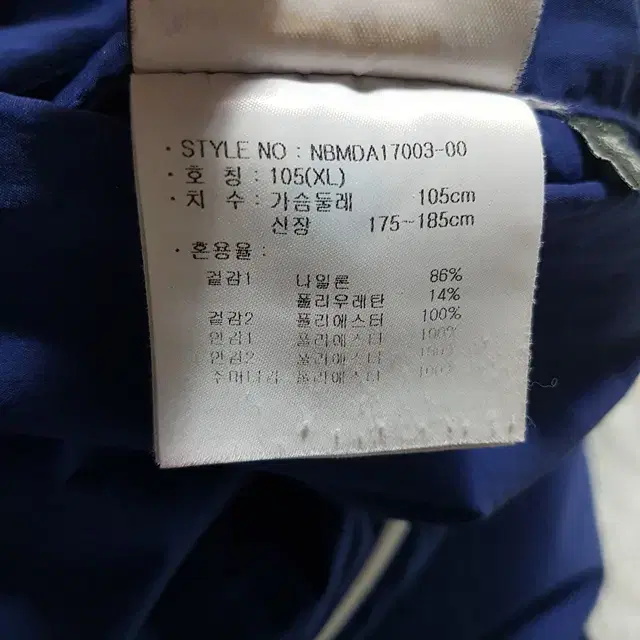 · STYLE NO : NBMDA17003-00
· 호 칭 : 105(XL)
· 치 수 : 가슴둘레 105cm
신장 175~185cm
· 혼용율 :
겉감1 나일론 86%
폴리우레탄 14%
겉감2 폴리에스터 100%
안감1 폴리에스터 100%
안감2 폴리에스터 100%
주머니감 폴리에스터 100%